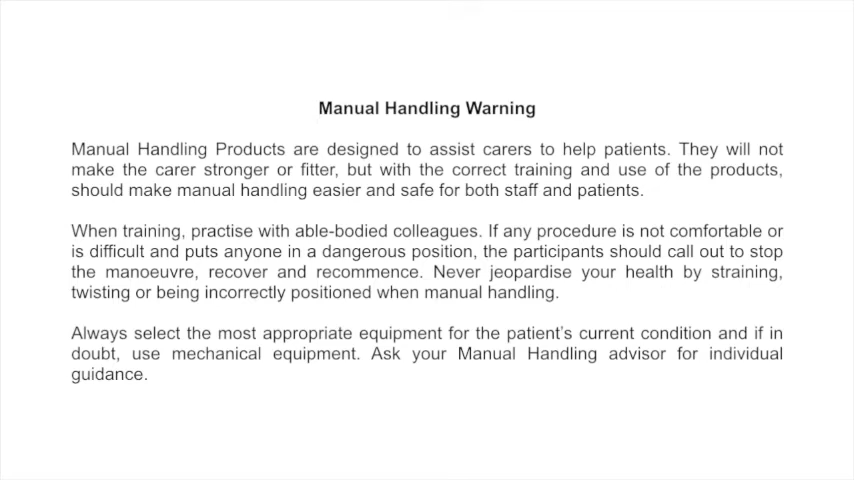 Manual Handling Warning
Manual Handling Products are designed to assist carers to help patients. They will not
make the carer stronger or fitter, but with the correct training and use of the products,
should make manual handling easier and safe for both staff and patients.
When training, practise with able-bodied colleagues. If any procedure is not comfortable or
is difficult and puts anyone in a dangerous position, the participants should call out to stop
the manoeuvre, recover and recommence. Never jeopardise your health by straining,
twisting or being incorrectly positioned when manual handling.
Always select the most appropriate equipment for the patient's current condition and if in
doubt, use mechanical equipment. Ask your Manual Handling advisor for individual
guidance.